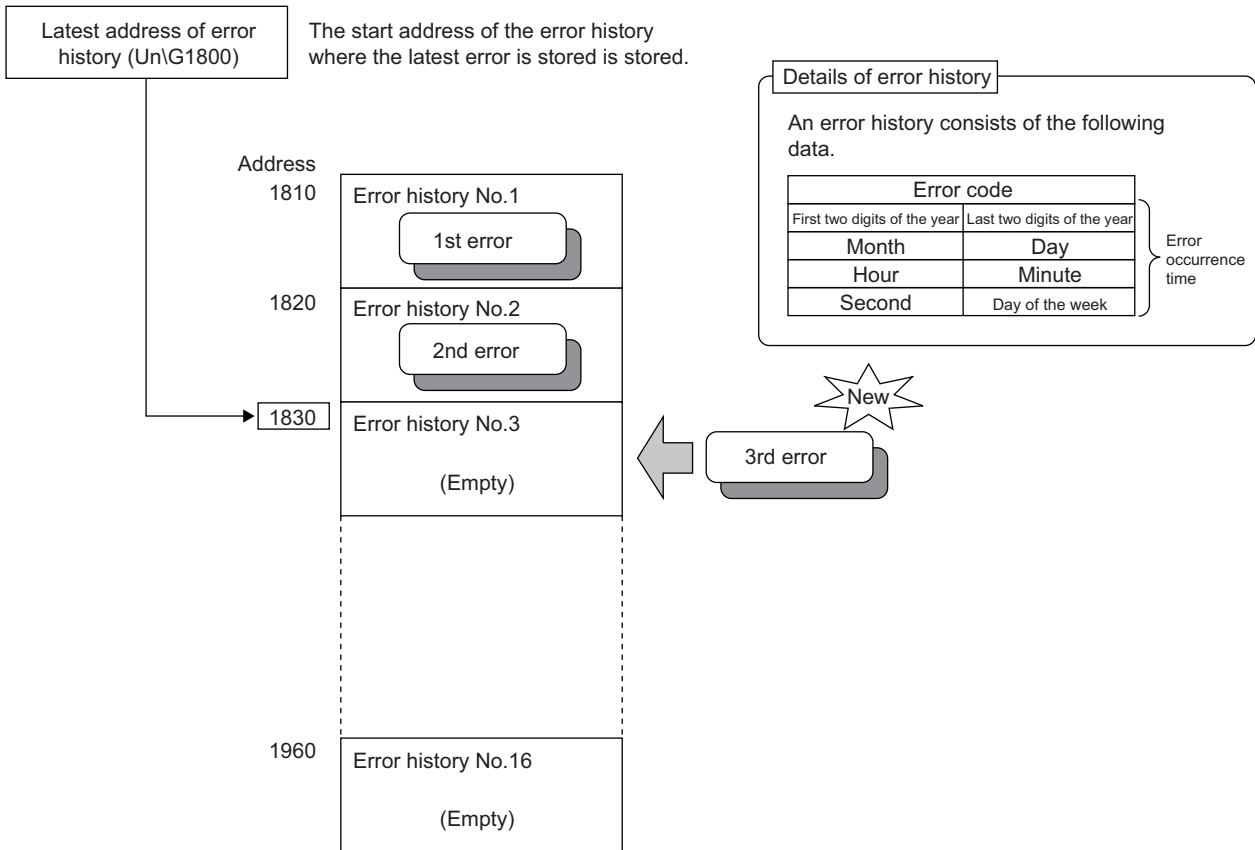 Latest address of error
history (Un\G1800)
The start address of the error history
where the latest error is stored is stored.
Details of error history
An error history consists of the following
data.
Error code
First two digits of the year
Last two digits of the year
Month
Day
Hour
Minute
Second
Day of the week
Error
occurrence
time
Address
1810
Error history No.1
1st error
1820
Error history No.2
2nd error
New
1830
Error history No.3
(Empty)
3rd error
1960
Error history No.16
(Empty)